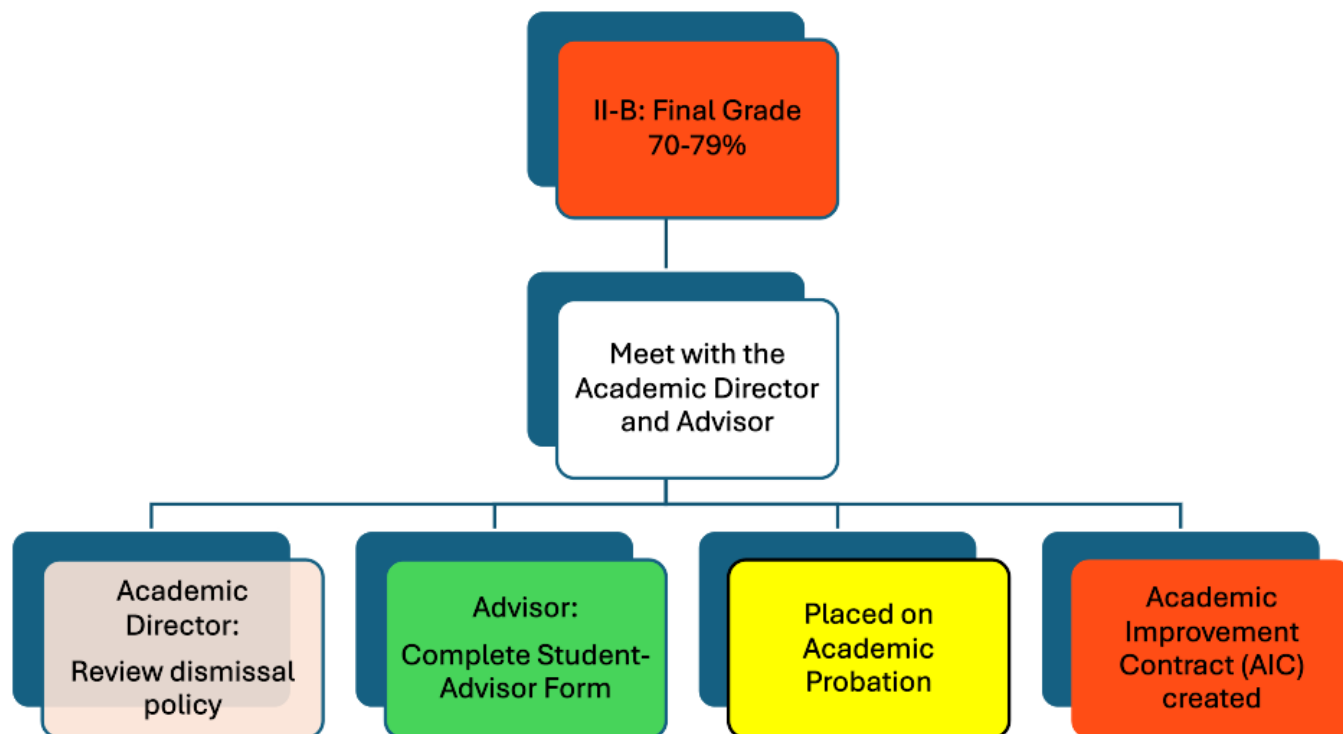 II-B: Final Grade
70-79%
Meet with the
Academic Director
and Advisor
Academic
Director:
Review dismissal
policy
Advisor:
Complete Student-
Advisor Form
Placed on
Academic
Probation
Academic
Improvement
Contract (AIC)
created